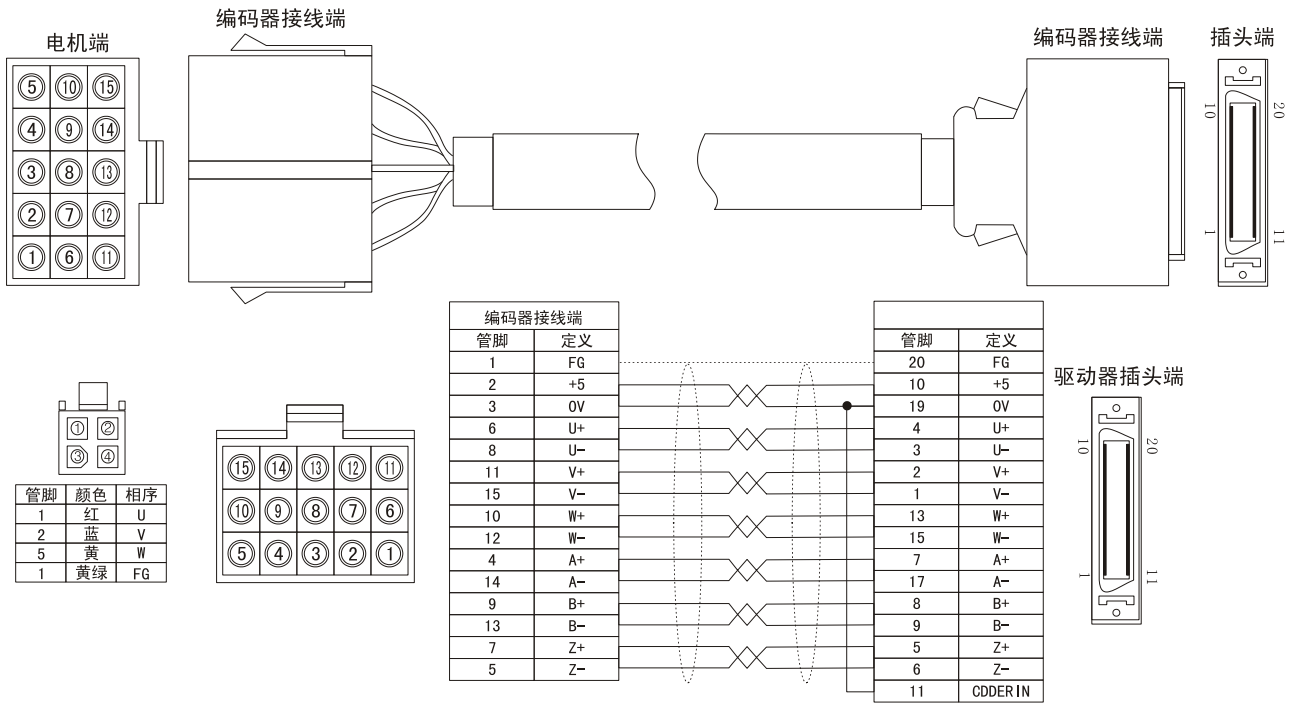 编码器接线端
电机端
⑤ ⑩ ⑮
④ ⑨ ⑭
③ ⑧ ⑬
② ⑦ ⑫
① ⑥ ⑪
编码器接线端
插头端
10 20
1 11
编码器接线端
管脚 定义
1 FG
2 +5
3 0V
6 U+
8 U-
11 V+
15 V-
10 W+
12 W-
4 A+
14 A-
9 B+
13 B-
7 Z+
5 Z-
管脚 定义
20 FG
10 +5
19 0V
4 U+
3 U-
2 V+
1 V-
13 W+
15 W-
7 A+
17 A-
8 B+
9 B-
5 Z+
6 Z-
11 CDDERIN
驱动器插头端
10 20
1 11
① ②
③ ④
管脚 颜色 相序
1 红 U
2 蓝 V
5 黄 W
1 黄绿 FG
⑮ ⑭ ⑬ ⑫ ⑪
⑩ ⑨ ⑧ ⑦ ⑥
⑤ ④ ③ ② ①